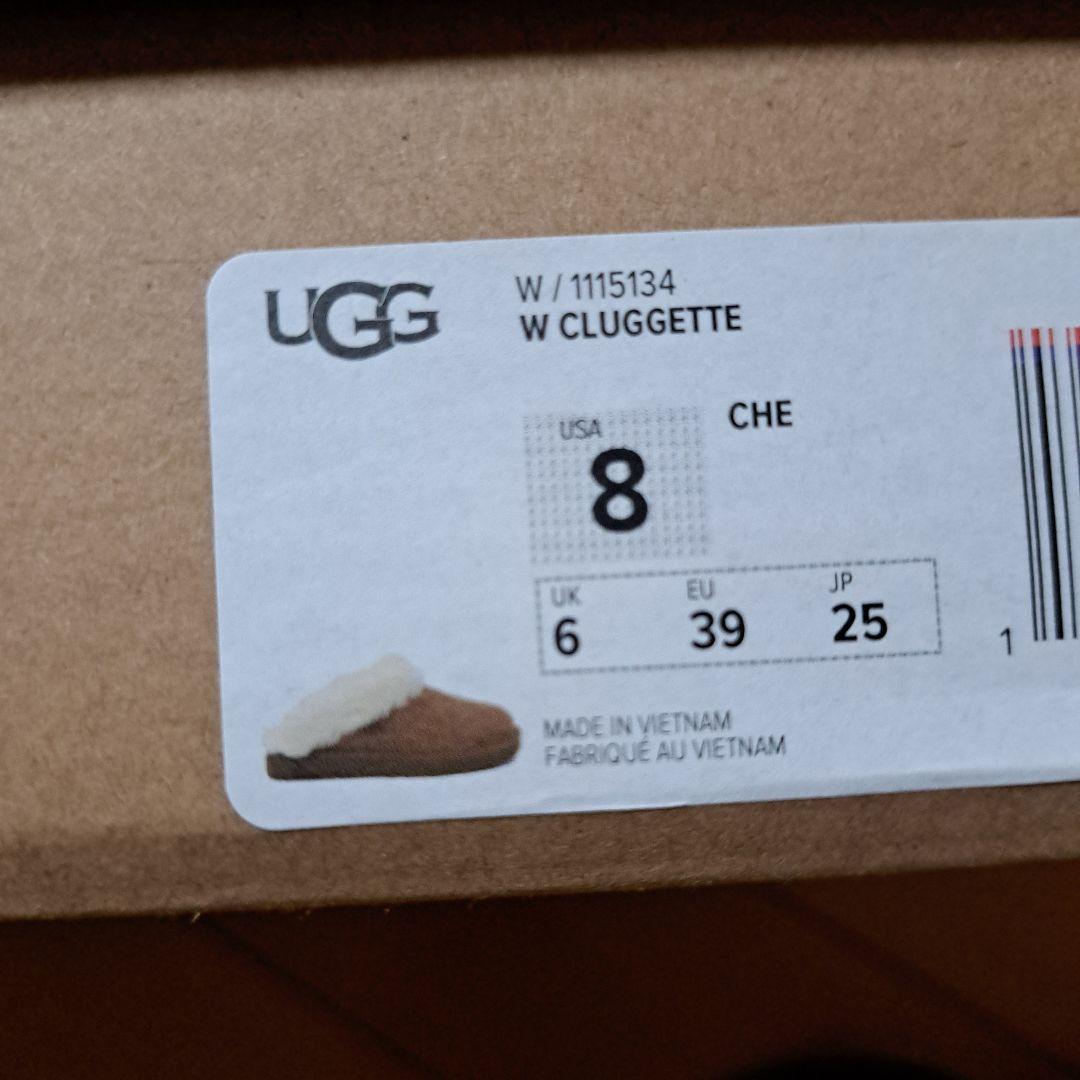 UGG
W / 1115134
W CLUGGETTE
CHE
USA
8
UK EU JP
6 39 25
1
MADE IN VIETNAM
FABRIQUÉ AU VIETNAM